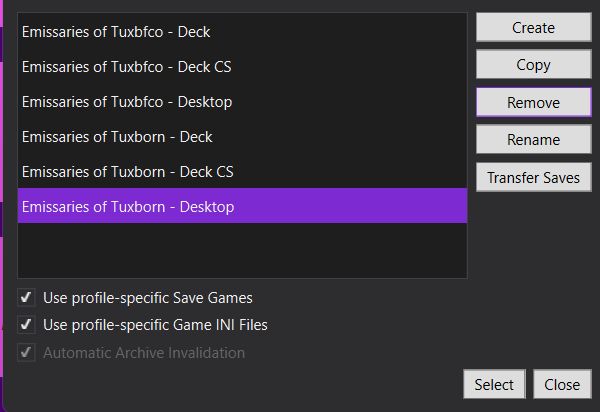 Emissaries of Tuxbfco - Deck
Emissaries of Tuxbfco - Deck CS
Emissaries of Tuxbfco - Desktop
Emissaries of Tuxborn - Deck
Emissaries of Tuxborn - Deck CS
Emissaries of Tuxborn - Desktop
Create
Copy
Remove
Rename
Transfer Saves
Use profile-specific Save Games
Use profile-specific Game INI Files
Automatic Archive Invalidation
Select
Close